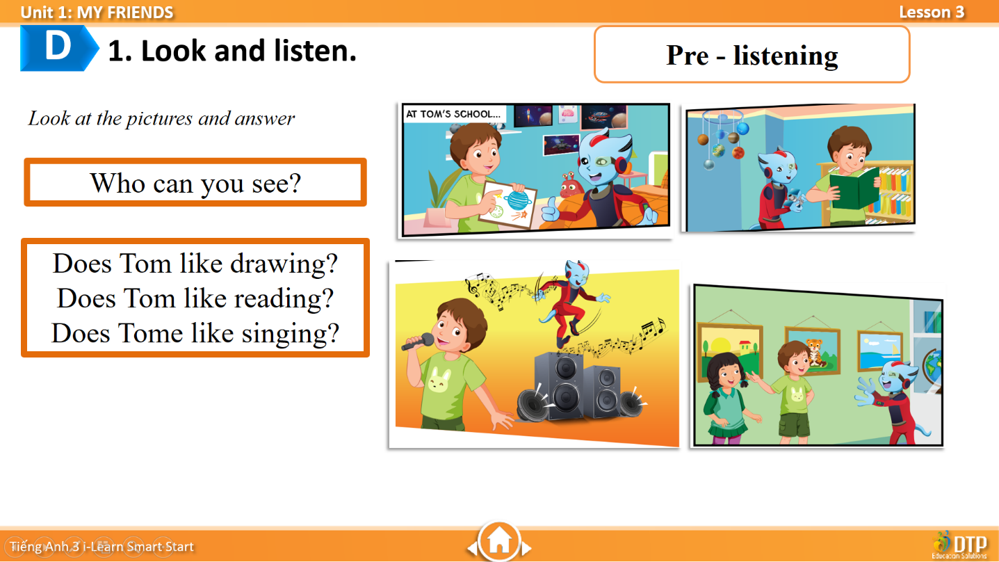 Unit 1: MY FRIENDS
Lesson 3
D
1. Look and listen.
Pre - listening
Look at the pictures and answer
Who can you see?
Does Tom like drawing?
Does Tom like reading?
Does Tome like singing?
AT TOM'S SCHOOL....
Tiếng Anh 3 i-Learn Smart Start
DTP
Education Solutions